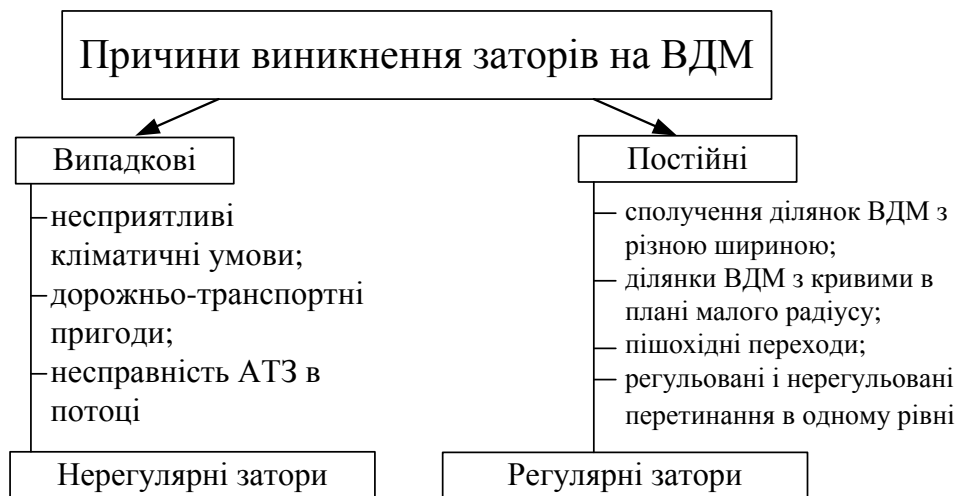 Причини виникнення заторів на ВДМ
Випадкові
несприятливі
кліматичні умови;
дорожньо-транспортні
пригоди;
несправність АТЗ в
потоці
Нерегулярні затори
Постійні
сполучення ділянок ВДМ з
різною шириною;
ділянки ВДМ з кривими в
плані малого радіусу;
пішохідні переходи;
регульовані і нерегульовані
перетинання в одному рівні
Регулярні затори